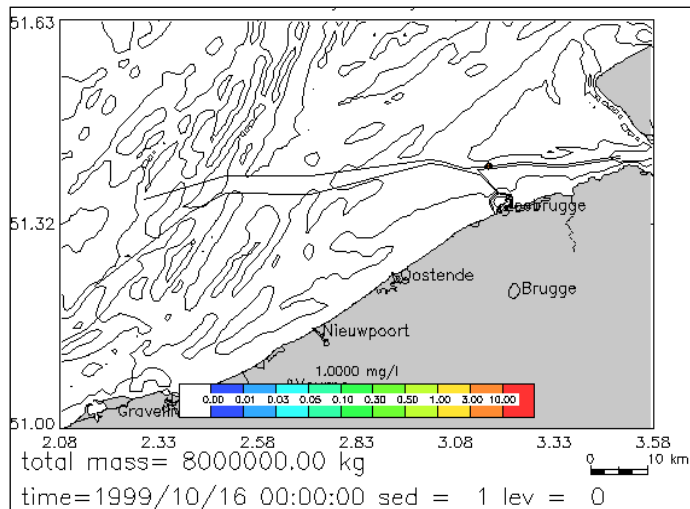 51.63
Zeebrugge
51.32
Oostende
Brugge
Nieuwpoort
1.0000 mg/l
0.00 0.01 0.03 0.05 0.10 0.30 0.50 1.00 3.00 10.00
51.00
2.08 2.33 2.58 2.83 3.08 3.33 3.58
total mass= 8000000.00 kg
0 10 km
time=1999/10/16 00:00:00 sed = 1 lev = 0